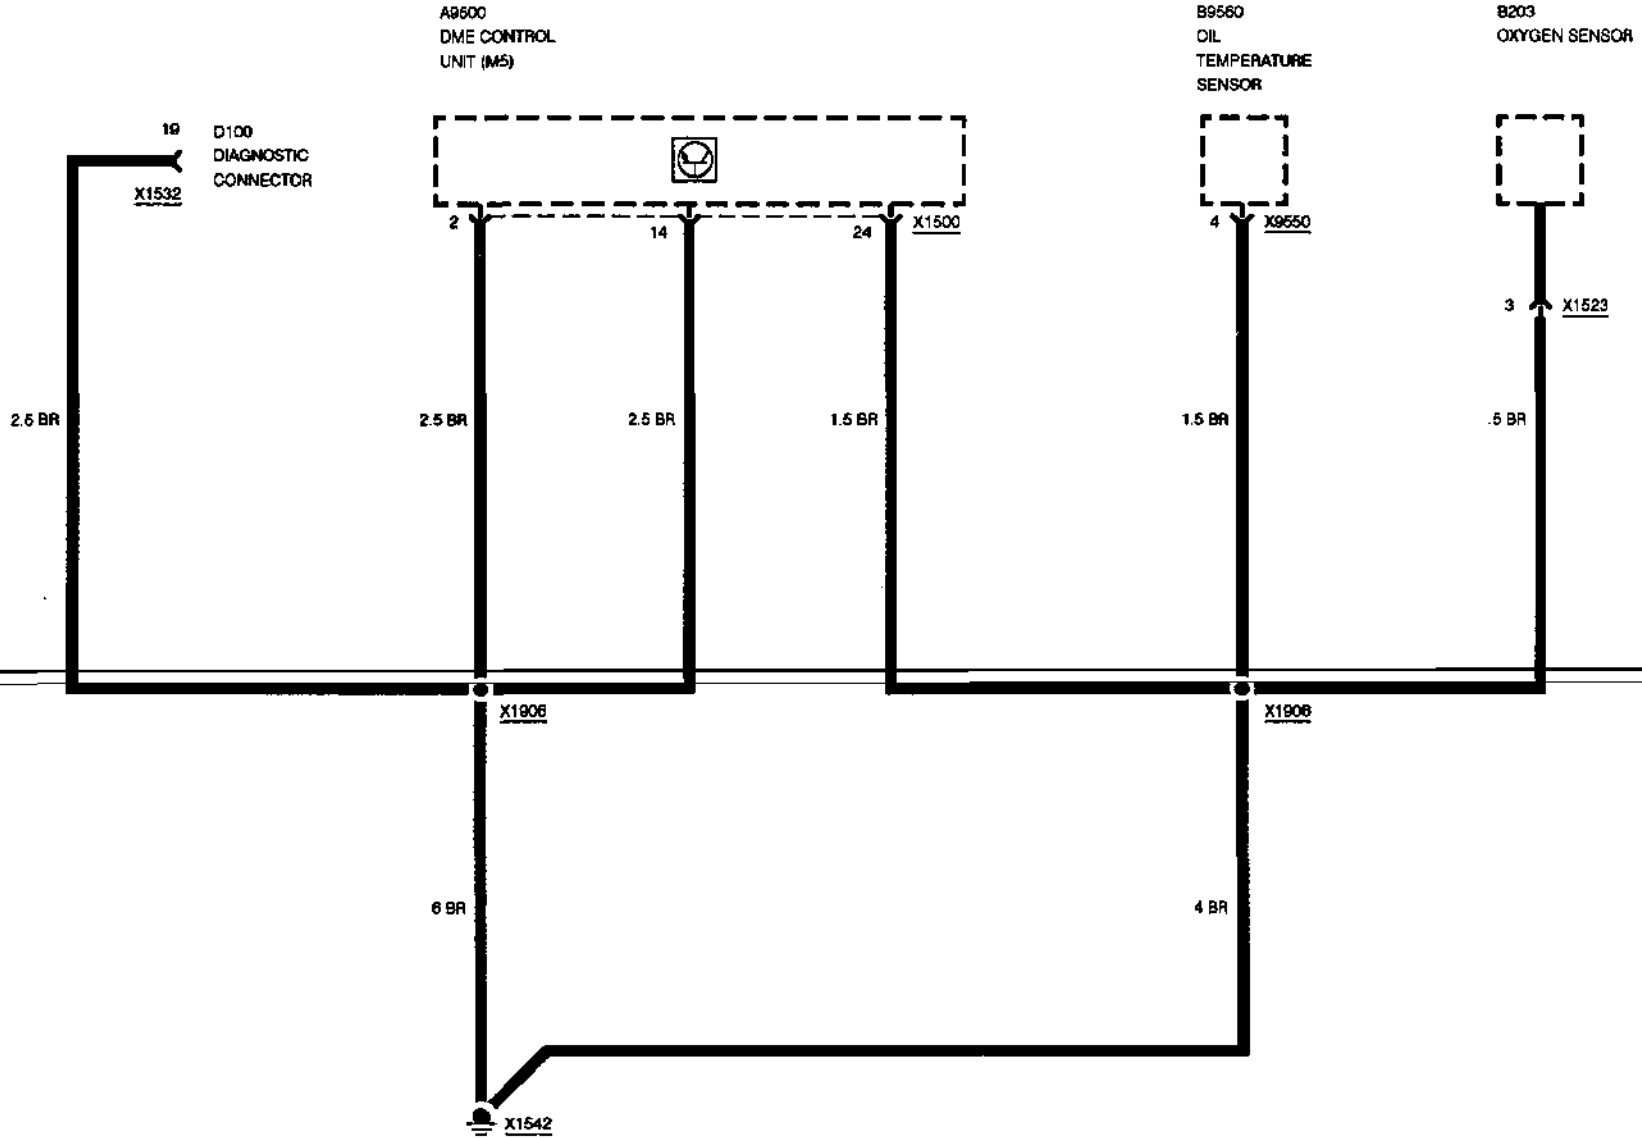 A9500
DME CONTROL
UNIT (M5)
B9560
OIL
TEMPERATURE
SENSOR
B203
OXYGEN SENSOR
19
D100
DIAGNOSTIC
CONNECTOR
X1532
2
14
24
X1500
4
X9550
3
X1523
2.5 BR
2.5 BR
2.5 BR
1.5 BR
1.5 BR
.5 BR
X1906
X1906
6 BR
4 BR
X1542